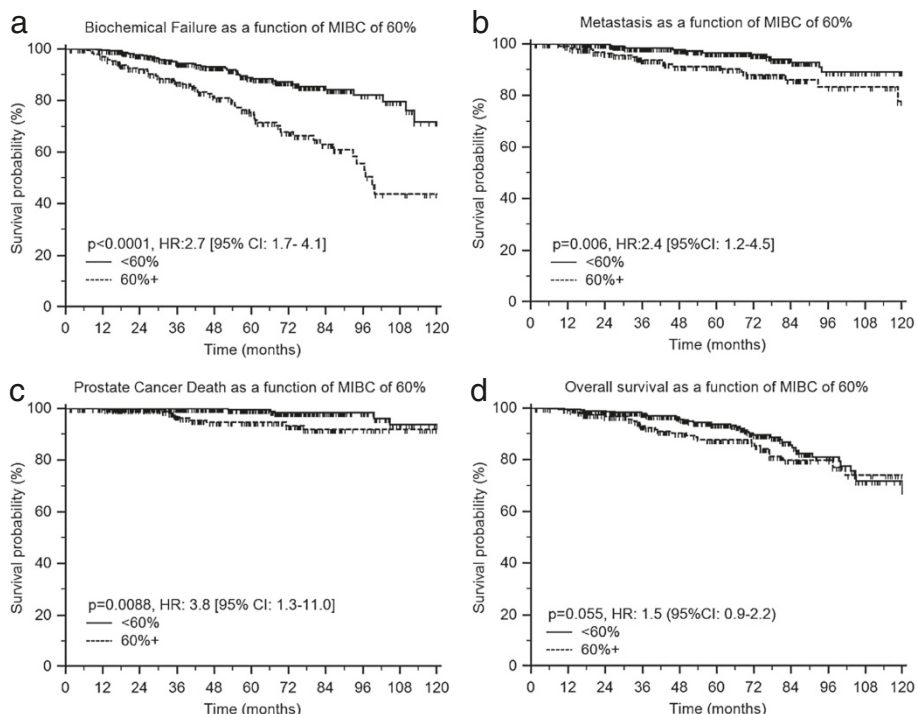 a
Biochemical Failure as a function of MIBC of 60%
Survival probability (%)
100
80
60
40
20
0
p<0.0001, HR:2.7 [95% CI: 1.7- 4.1]
<60%
60%+
0 12 24 36 48 60 72 84 96 108 120
Time (months)
b
Metastasis as a function of MIBC of 60%
Survival probability (%)
100
80
60
40
20
0
p=0.006, HR:2.4 [95%CI: 1.2-4.5]
<60%
60%+
0 12 24 36 48 60 72 84 96 108 120
Time (months)
c
Prostate Cancer Death as a function of MIBC of 60%
Survival probability (%)
100
80
60
40
20
0
p=0.0088, HR: 3.8 [95% CI: 1.3-11.0]
<60%
60%+
0 12 24 36 48 60 72 84 96 108 120
Time (months)
d
Overall survival as a function of MIBC of 60%
Survival probability (%)
100
80
60
40
20
0
p=0.055, HR: 1.5 (95%CI: 0.9-2.2)
<60%
60%+
0 12 24 36 48 60 72 84 96 108 120
Time (months)